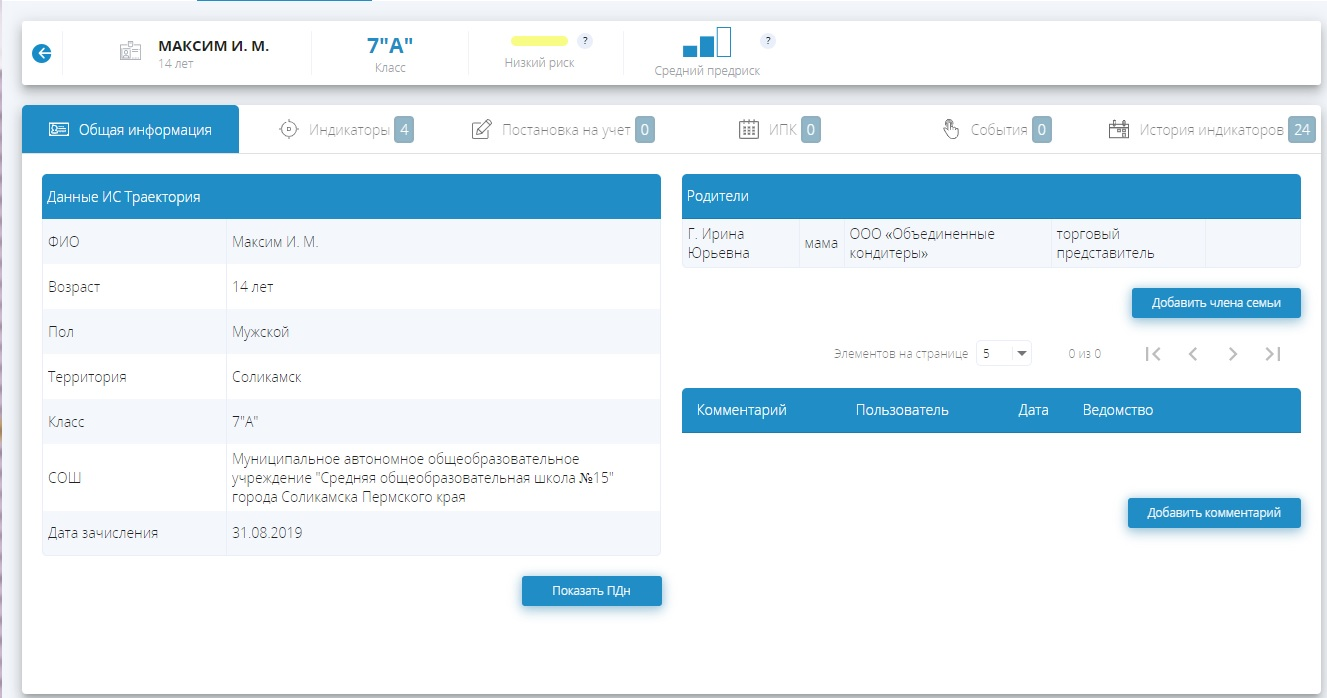 МАКСИМ И. М.
14 лет
7"А"
Класс
?
Низкий риск
?
Средний предриск
Общая информация
Индикаторы 4
Постановка на учет 0
ИПК 0
События 0
История индикаторов 24
Данные ИС Траектория
ФИО Максим И. М.
Возраст 14 лет
Пол Мужской
Территория Соликамск
Класс 7"А"
СОШ
Муниципальное автономное общеобразовательное
учреждение "Средняя общеобразовательная школа №15"
города Соликамска Пермского края
Дата зачисления 31.08.2019
Показать ПДн
Родители
Г. Ирина
Юрьевна
мама
ООО «Объединенные
кондитеры»
торговый
представитель
Добавить члена семьи
Элементов на странице 5 0 из 0
Комментарий Пользователь Дата Ведомство
Добавить комментарий